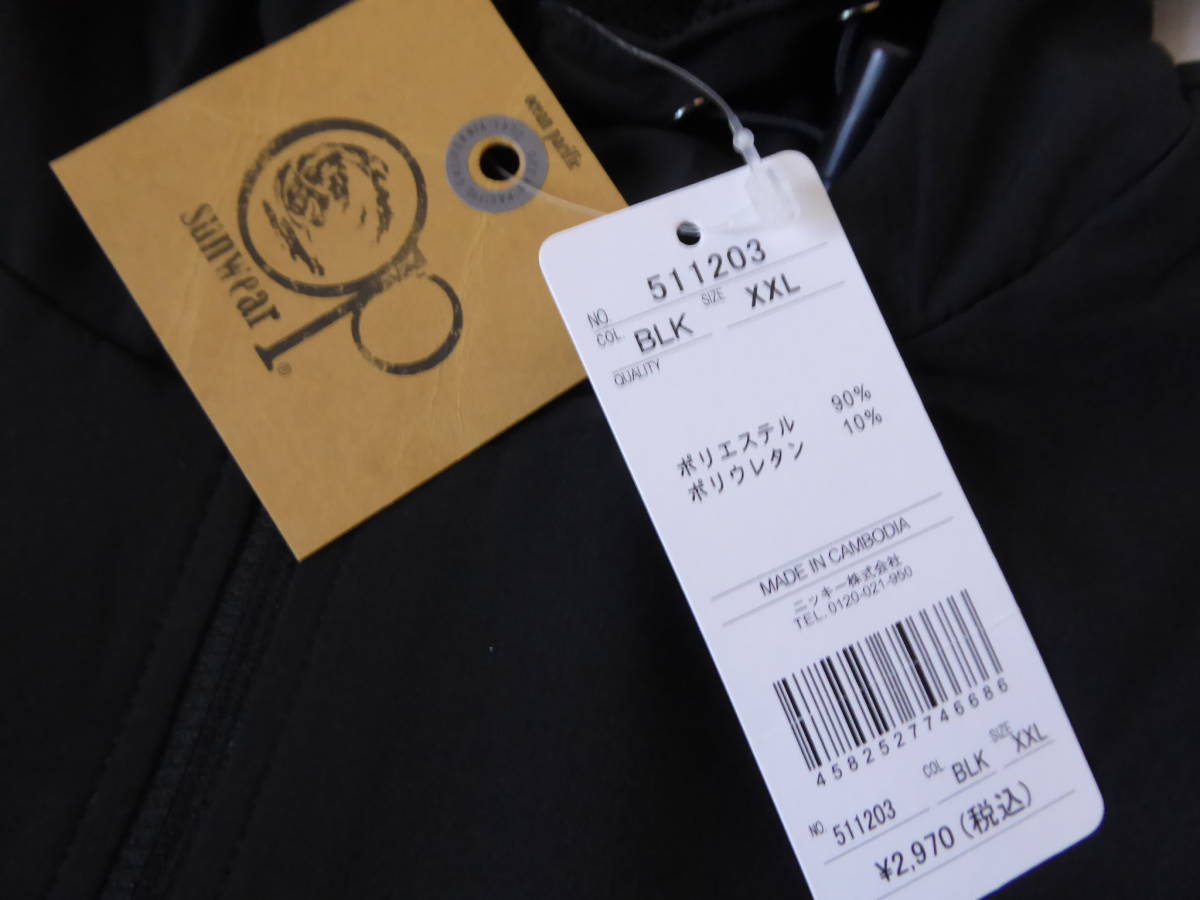 ocean pacific
sunwear
®
NO 511203
COL BLK SIZE XXL
QUALITY
ポリエステル 90%
ポリウレタン 10%
MADE IN CAMBODIA
ニッキー株式会社
TEL. 0120-021-950
4582527746686
NO 511203 COL BLK SIZE XXL
¥2,970(税込)